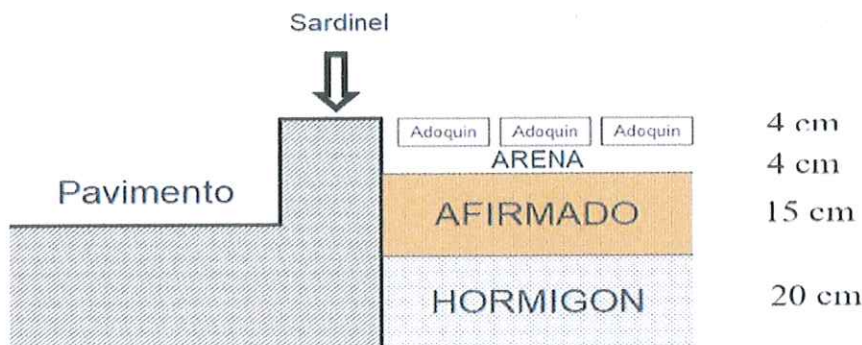 Sardinel
Adoquin Adoquin Adoquin 4 cm
ARENA 4 cm
Pavimento
AFIRMADO 15 cm
HORMIGON 20 cm